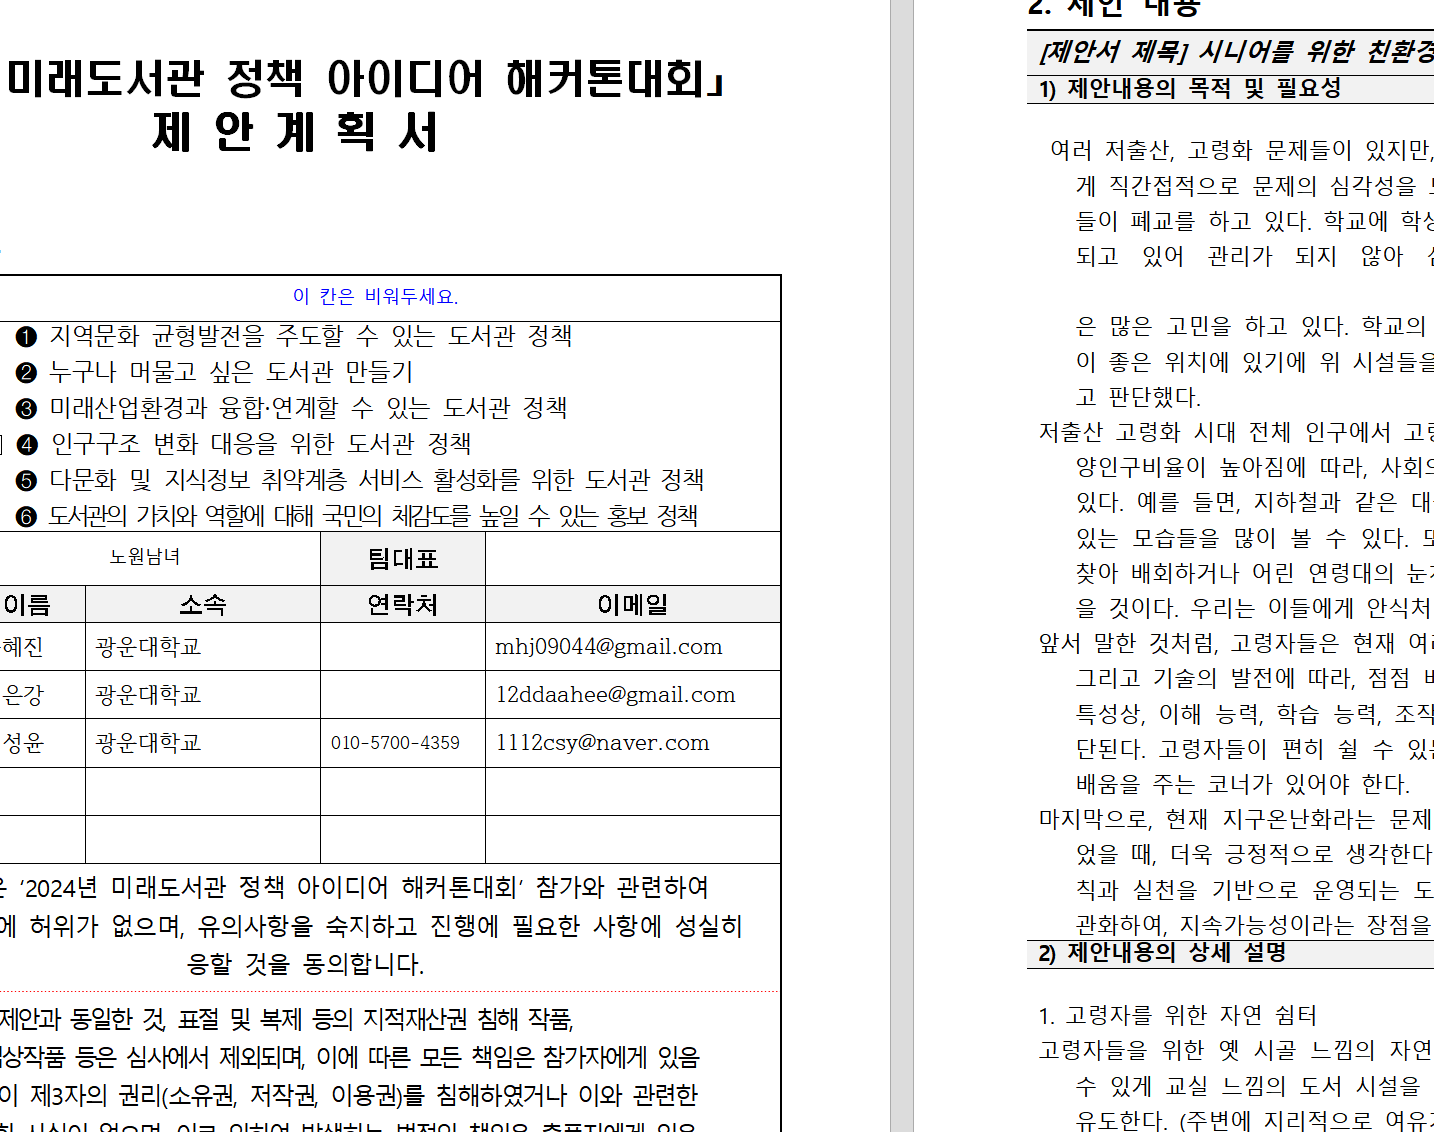 미래도서관 정책 아이디어 해커톤대회」
제 안 계 획 서
이 칸은 비워두세요.
❶ 지역문화 균형발전을 주도할 수 있는 도서관 정책
❷ 누구나 머물고 싶은 도서관 만들기
❸ 미래산업환경과 융합·연계할 수 있는 도서관 정책
❹ 인구구조 변화 대응을 위한 도서관 정책
❺ 다문화 및 지식정보 취약계층 서비스 활성화를 위한 도서관 정책
❻ 도서관의 가치와 역할에 대해 국민의 체감도를 높일 수 있는 홍보 정책
노원남녀 팀대표
이름 소속 연락처 이메일
혜진 광운대학교 mhj09044@gmail.com
은강 광운대학교 12ddaahee@gmail.com
성윤 광운대학교 010-5700-4359 1112csy@naver.com
‘2024년 미래도서관 정책 아이디어 해커톤대회’ 참가와 관련하여
에 허위가 없으며, 유의사항을 숙지하고 진행에 필요한 사항에 성실히
응할 것을 동의합니다.
제안과 동일한 것, 표절 및 복제 등의 지적재산권 침해 작품,
상작품 등은 심사에서 제외되며, 이에 따른 모든 책임은 참가자에게 있음
이 제3자의 권리(소유권, 저작권, 이용권)를 침해하였거나 이와 관련한
2. 제안 내용
[제안서 제목] 시니어를 위한 친환경
1) 제안내용의 목적 및 필요성
여러 저출산, 고령화 문제들이 있지만,
게 직간접적으로 문제의 심각성을
들이 폐교를 하고 있다. 학교에 학생
되고 있어 관리가 되지 않아
은 많은 고민을 하고 있다. 학교의
이 좋은 위치에 있기에 위 시설들을
고 판단했다.
저출산 고령화 시대 전체 인구에서 고령
양인구비율이 높아짐에 따라, 사회으
있다. 예를 들면, 지하철과 같은 대
있는 모습들을 많이 볼 수 있다. 또
찾아 배회하거나 어린 연령대의 눈치
을 것이다. 우리는 이들에게 안식처
앞서 말한 것처럼, 고령자들은 현재 여러
그리고 기술의 발전에 따라, 점점
특성상, 이해 능력, 학습 능력, 조직
단된다. 고령자들이 편히 쉴 수 있는
배움을 주는 코너가 있어야 한다.
마지막으로, 현재 지구온난화라는 문제
었을 때, 더욱 긍정적으로 생각한다
칙과 실천을 기반으로 운영되는 도
관화하여, 지속가능성이라는 장점을
2) 제안내용의 상세 설명
1. 고령자를 위한 자연 쉼터
고령자들을 위한 옛 시골 느낌의 자연
수 있게 교실 느낌의 도서 시설을
유도한다. (주변에 지리적으로 여유